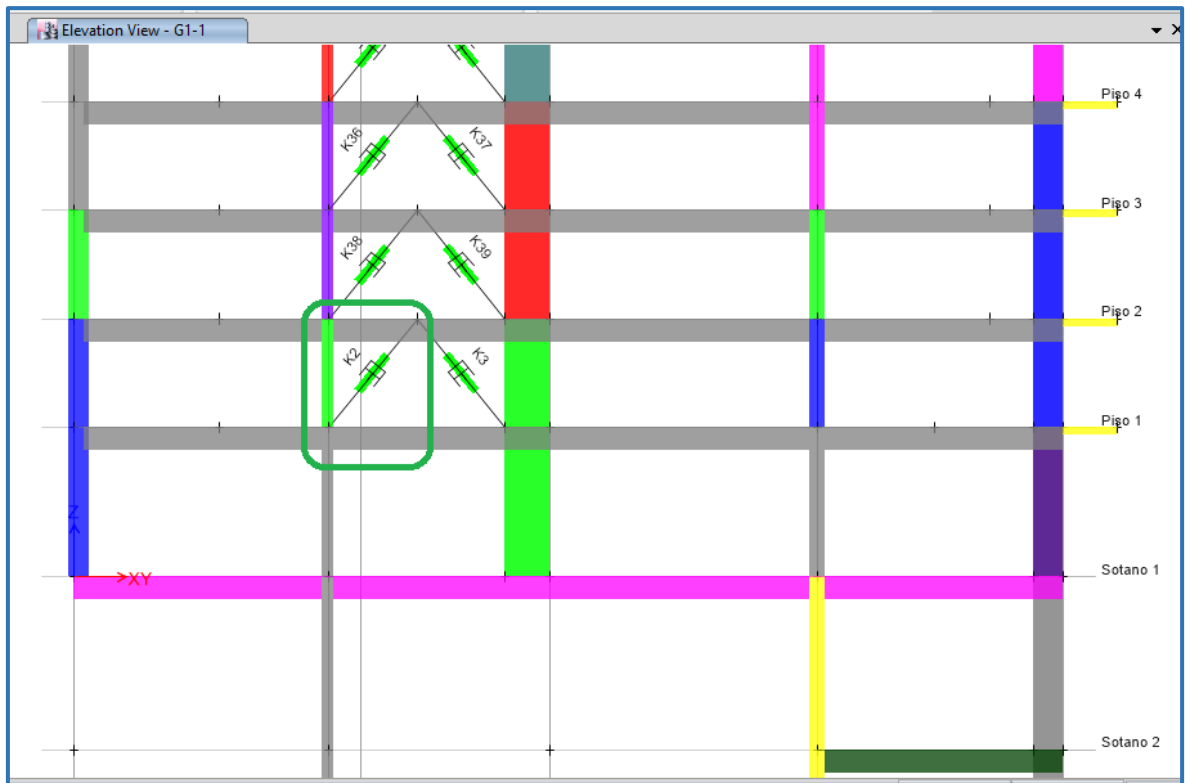 Elevation View - G1-1
Piso 4
K36
K37
Piso 3
K38
K39
Piso 2
K2
K3
Piso 1
Z
XY
Sotano 1
Sotano 2